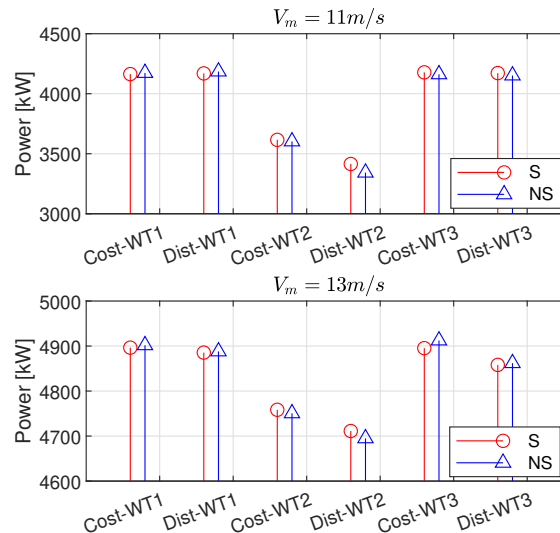 V_m = 11m/s
Power [kW]
4500
4000
3500
3000
S
NS
Cost-WT1 Dist-WT1 Cost-WT2 Dist-WT2 Cost-WT3 Dist-WT3
V_m = 13m/s
Power [kW]
5000
4900
4800
4700
4600
S
NS
Cost-WT1 Dist-WT1 Cost-WT2 Dist-WT2 Cost-WT3 Dist-WT3